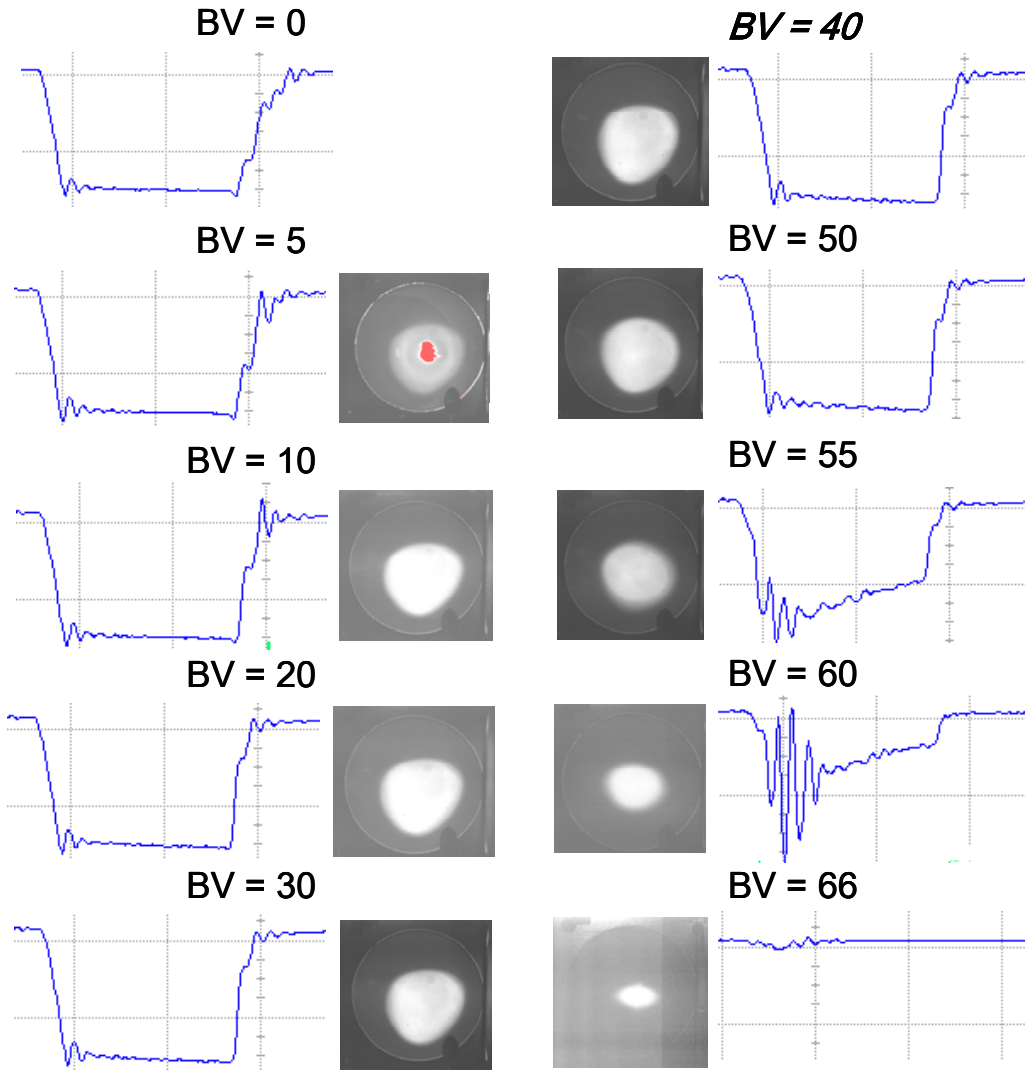 BV = 0
BV = 5
BV = 10
BV = 20
BV = 30
BV = 40
BV = 50
BV = 55
BV = 60
BV = 66